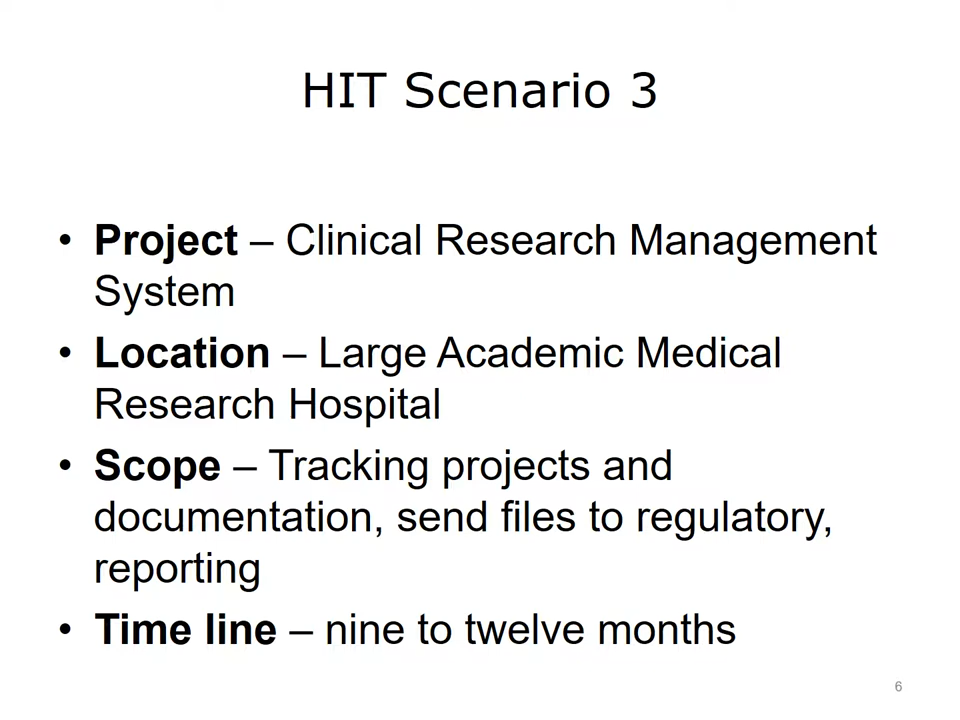 HIT Scenario 3
• Project – Clinical Research Management
System
• Location – Large Academic Medical
Research Hospital
• Scope – Tracking projects and
documentation, send files to regulatory,
reporting
• Time line – nine to twelve months
6